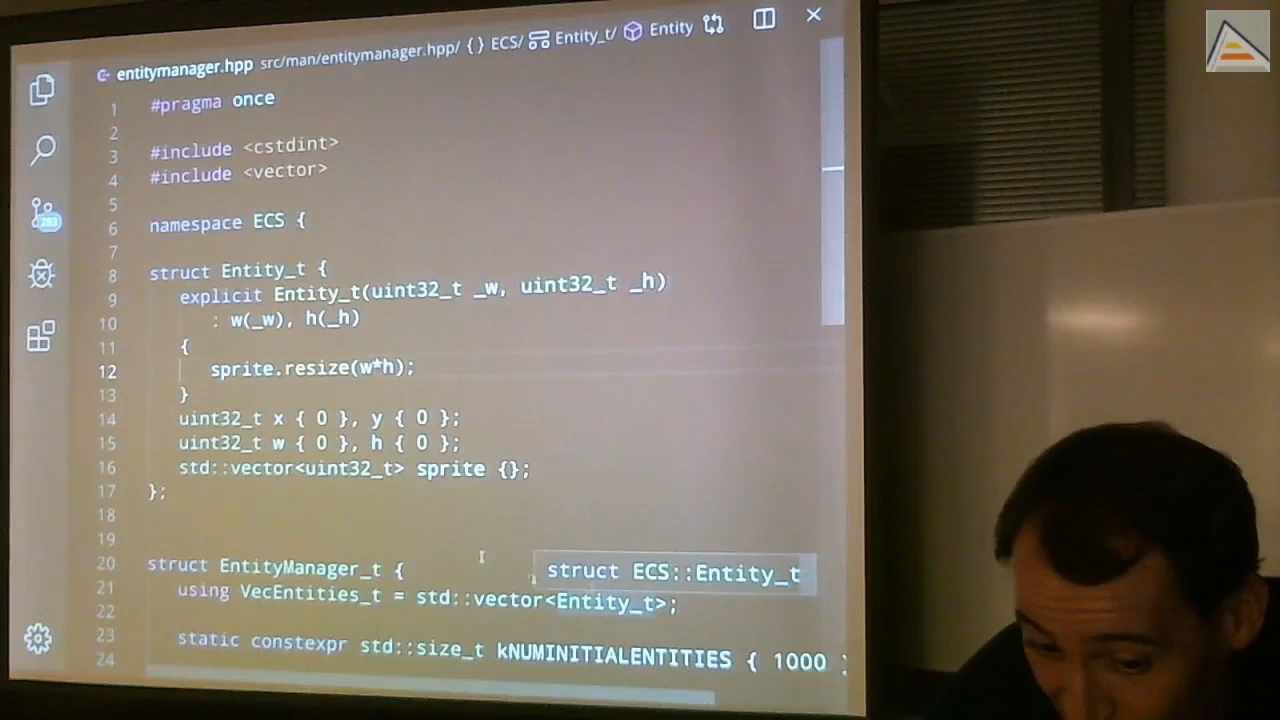 entitymanager.hpp src/man/entitymanager.hpp/ { } ECS/ Entity_t/ Entity
1 #pragma once
2
3 #include <cstdint>
4 #include <vector>
5
6 namespace ECS {
7
8 struct Entity_t {
9 explicit Entity_t(uint32_t _w, uint32_t _h)
10 : w(_w), h(_h)
11 {
12 sprite.resize(w*h);
13 }
14 uint32_t x { 0 }, y { 0 };
15 uint32_t w { 0 }, h { 0 };
16 std::vector<uint32_t> sprite {};
17 };
18
19
20 struct EntityManager_t {
struct ECS::Entity_t
21 using VecEntities_t = std::vector<Entity_t>;
22
23 static constexpr std::size_t kNUMINITIALENTITIES { 1000 }
24